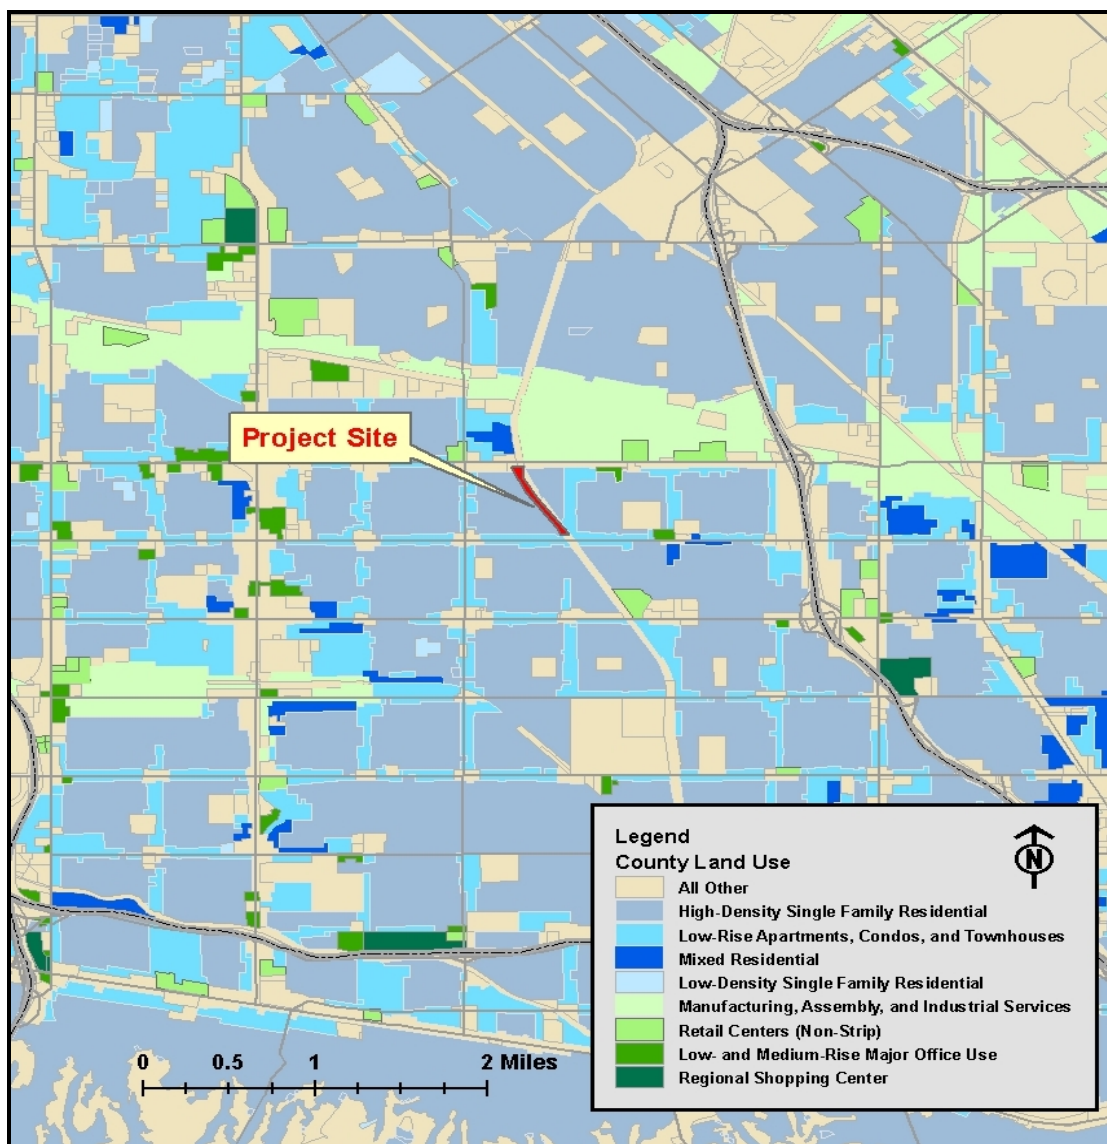 Project Site
Legend
County Land Use
N
All Other
High-Density Single Family Residential
Low-Rise Apartments, Condos, and Townhouses
Mixed Residential
Low-Density Single Family Residential
Manufacturing, Assembly, and Industrial Services
Retail Centers (Non-Strip)
Low- and Medium-Rise Major Office Use
Regional Shopping Center
0 0.5 1 2 Miles